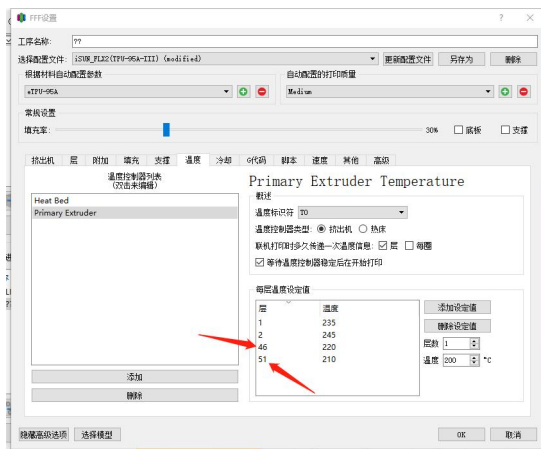 FFF设置
工序名称: ??
选择配置文件: iSUN_FLX2(TPU-95A-III) (modified) 更新配置文件 另存为 删除
根据材料自动配置参数 自动配置的打印质量
eTPU-95A Medium
常规设置
填充率: 30% 底板 支撑
挤出机 层 附加 填充 支撑 温度 冷却 G代码 脚本 速度 其他 高级
温度控制器列表
(双击来编辑)
Heat Bed
Primary Extruder
添加
删除
Primary Extruder Temperature
概述
温度标识符 T0
温度控制器类型: 挤出机 热床
联机打印时多久传递一次温度信息: 层 每圈
等待温度控制器稳定后在开始打印
每层温度设定值
层 温度
1 235
2 245
46 220
51 210
添加设定值
删除设定值
层数 1
温度 200 °C
隐藏高级选项 选择模型 OK 取消